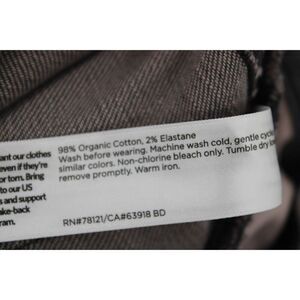 98% Organic Cotton, 2% Elastane
Wash before wearing. Machine wash cold, gentle cycle
similar colors. Non-chlorine bleach only. Tumble dry low
remove promptly. Warm iron.
RN#78121/CA#63918 BD
ant our clothes
even if they're
or torn. Bring
to our US
s and support
ake-back
ram.